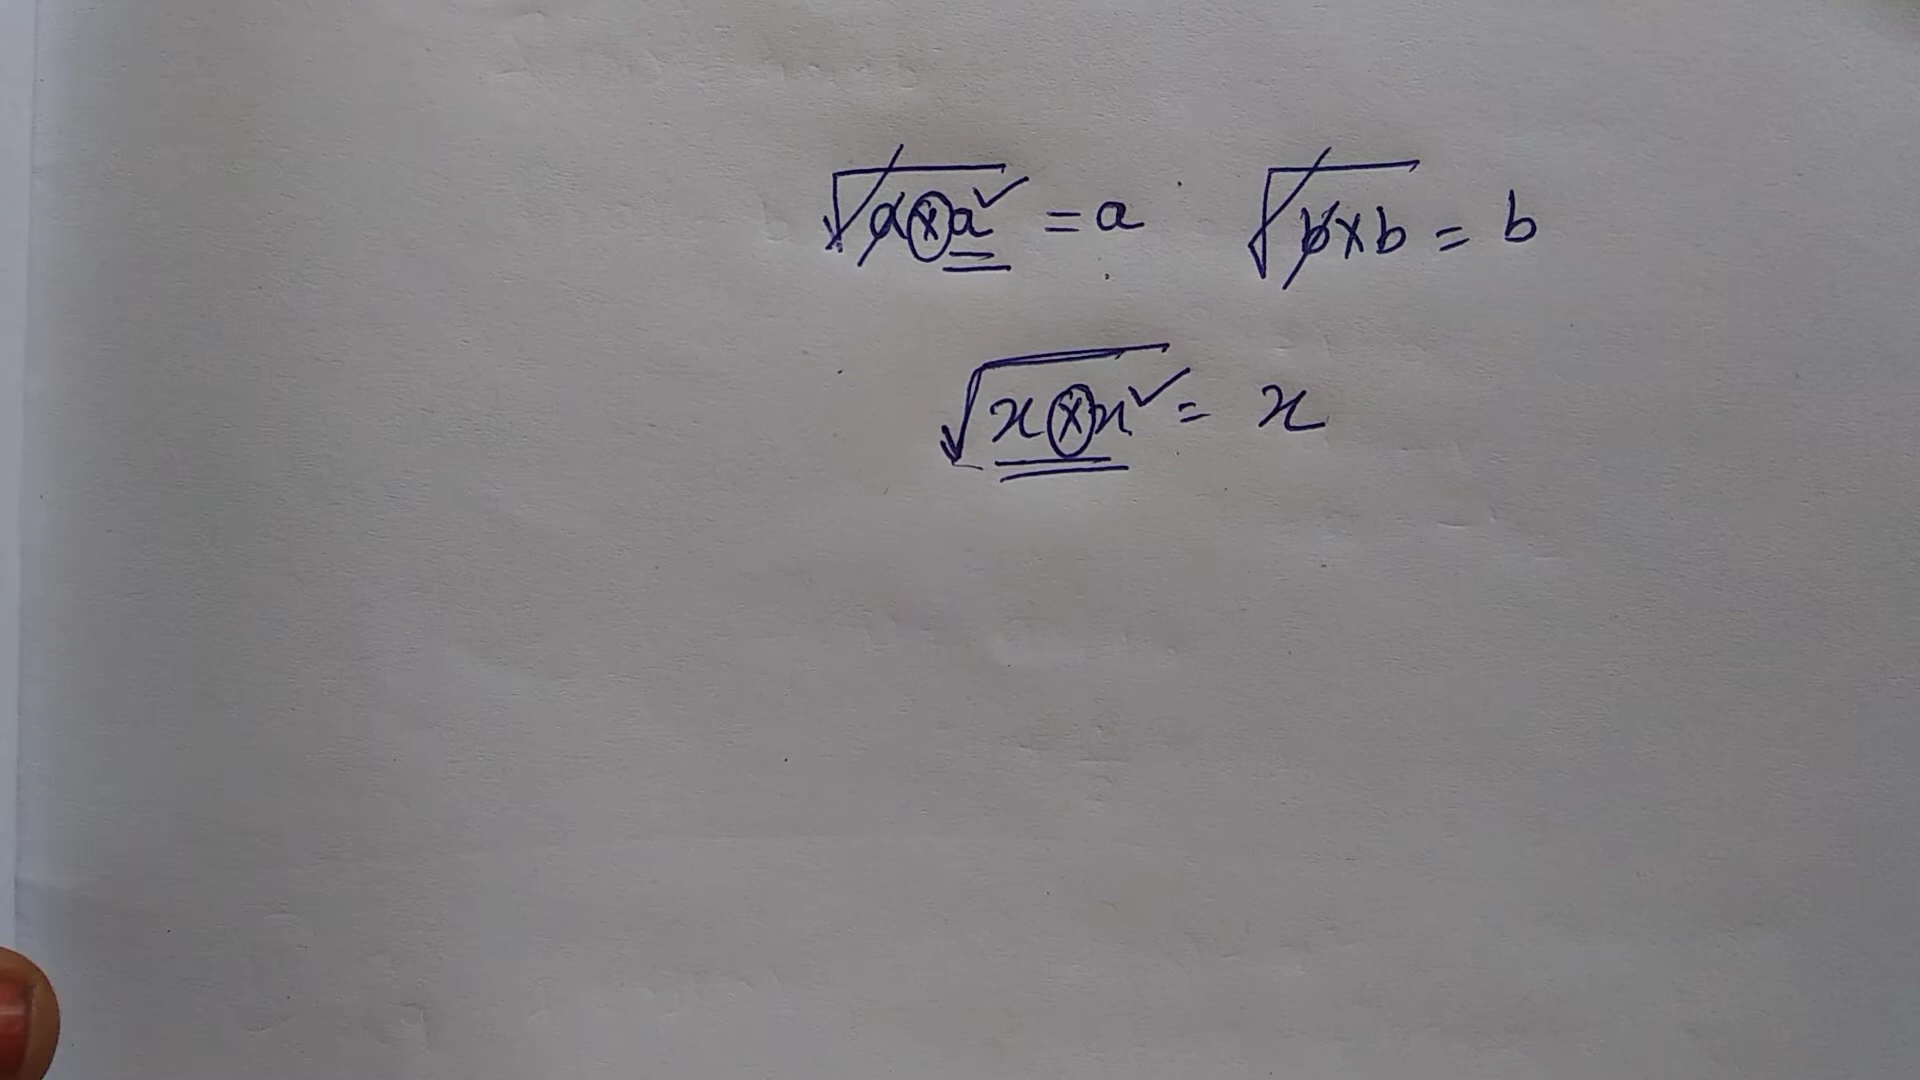 √a×a = a √b×b = b
√x×x = x